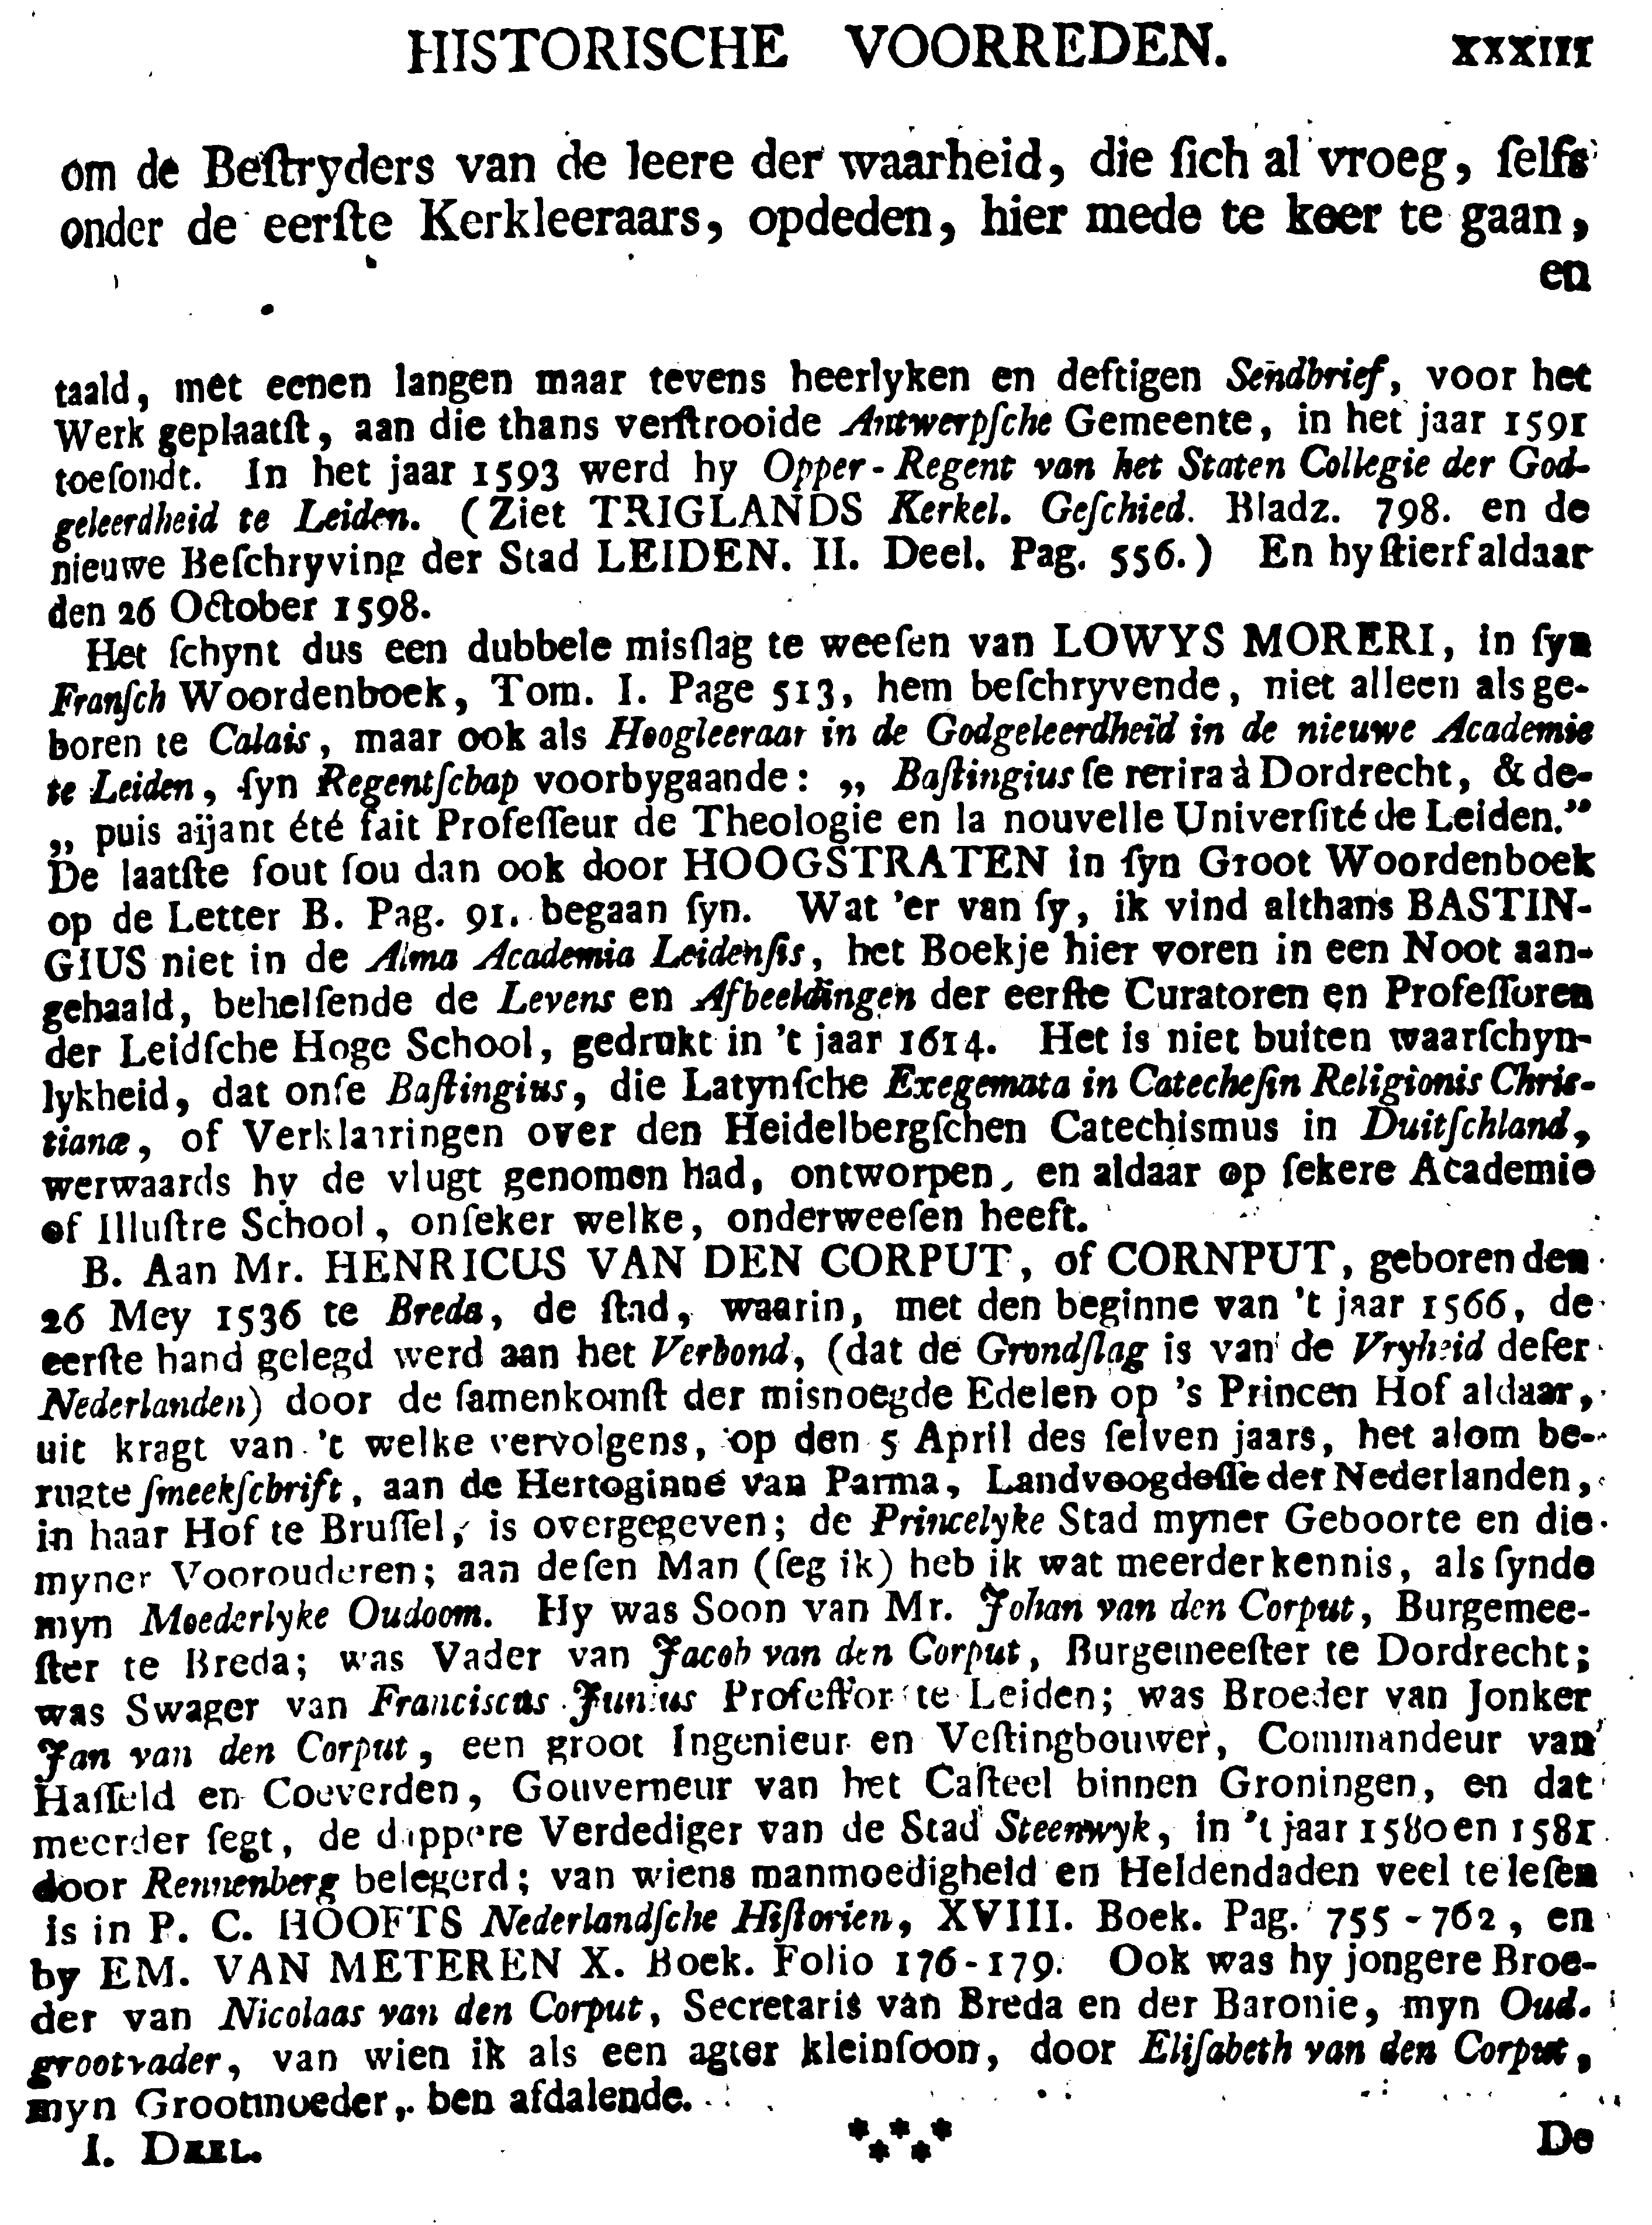 HISTORISCHE VOORREDEN. XXXIII
om de Beſtryders van de leere der waarheid, die ſich al vroeg, ſelfs
onder de eerſte Kerkleeraars, opdeden, hier mede te keer te gaan,
en
taald, met eenen langen maar tevens heerlyken en deftigen Sendbrief, voor het
Werk geplaatſt, aan die thans verſtrooide Antwerpſche Gemeente, in het jaar 1591
toeſondt. In het jaar 1593 werd hy Opper-Regent van het Staten Collegie der God-
geleerdheid te Leiden. (Ziet TRIGLANDS Kerkel. Geſchied. Bladz. 798. en de
nieuwe Beſchryving der Stad LEIDEN. II. Deel. Pag. 556.) En hy ſtierf aldaar
den 26 October 1598.
Het ſchynt dus een dubbele misſlag te weeſen van LOWYS MORERI, in ſyn
Franſch Woordenboek, Tom. I. Page 513, hem beſchryvende, niet alleen als ge-
boren te Calais, maar ook als Hoogleeraar in de Godgeleerdheid in de nieuwe Academie
te Leiden, ſyn Regentſchap voorbygaande: „ Baſtingius ſe retira à Dordrecht, & de-
„ puis aijant été fait Profeſſeur de Theologie en la nouvelle Univerſité de Leiden.”
De laatſte fout ſou dan ook door HOOGSTRATEN in ſyn Groot Woordenboek
op de Letter B. Pag. 91. begaan ſyn. Wat 'er van ſy, ik vind althans BASTIN-
GIUS niet in de Alma Academia Leidenſis, het Boekje hier voren in een Noot aan-
gehaald, behelſende de Levens en Afbeeldingen der eerſte Curatoren en Profeſſoren
der Leidſche Hoge School, gedrukt in 't jaar 1614. Het is niet buiten waarſchyn-
lykheid, dat onſe Baſtingius, die Latynſche Exegemata in Catecheſin Religionis Chris-
tianæ, of Verklaaringen over den Heidelbergſchen Catechismus in Duitſchland,
werwaards hy de vlugt genomen had, ontworpen, en aldaar op ſekere Academie
of Illuſtre School, onſeker welke, onderweeſen heeft.
B. Aan Mr. HENRICUS VAN DEN CORPUT, of CORNPUT, geboren den
26 Mey 1536 te Breda, de ſtad, waarin, met den beginne van 't jaar 1566, de
eerſte hand gelegd werd aan het Verbond, (dat de Grondſlag is van de Vryheid deſer
Nederlanden) door de ſamenkomſt der misnoegde Edelen op 's Princen Hof aldaar,
uit kragt van 't welke vervolgens, op den 5 April des ſelven jaars, het alom be-
rugte ſmeekſchrift, aan de Hertoginne van Parma, Landvoogdeſſe der Nederlanden,
in haar Hof te Bruſſel, is overgegeven; de Princelyke Stad myner Geboorte en die
myner Voorouderen; aan deſen Man (ſeg ik) heb ik wat meerder kennis, als ſynde
myn Moederlyke Oudoom. Hy was Soon van Mr. Johan van den Corput, Burgemee-
ſter te Breda; was Vader van Jacob van den Corput, Burgemeeſter te Dordrecht;
was Swager van Franciscus Junius Profeſſor te Leiden; was Broeder van Jonker
Jan van den Corput, een groot Ingenieur en Veſtingbouwer, Commandeur van
Haſſeld en Coeverden, Gouverneur van het Caſteel binnen Groningen, en dat
meerder ſegt, de dappere Verdediger van de Stad Steenwyk, in 't jaar 1580 en 1581
door Rennenberg belegerd; van wiens manmoedigheid en Heldendaden veel te leſen
is in P. C. HOOFTS Nederlandſche Hiſtorien, XVIII. Boek. Pag. 755-762, en
by EM. VAN METEREN X. Boek. Folio 176-179. Ook was hy jongere Broe-
der van Nicolaas van den Corput, Secretaris van Breda en der Baronie, myn Oud-
grootvader, van wien ik als een agter kleinſoon, door Eliſabeth van den Corput,
myn Grootmoeder, ben afdalende.
I. DEEL. ***** De